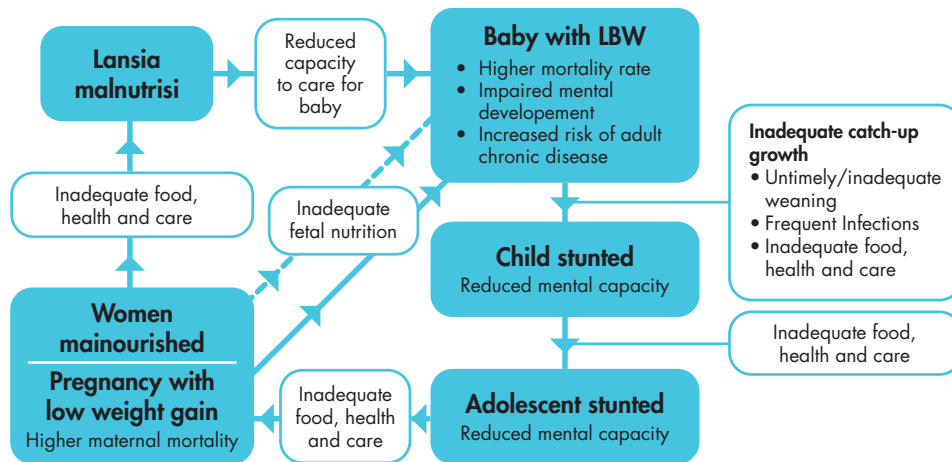 Lansia
malnutrisi
Reduced
capacity
to care for
baby
Baby with LBW
• Higher mortality rate
• Impaired mental
developement
• Increased risk of adult
chronic disease
Inadequate catch-up
growth
• Untimely/inadequate
weaning
• Frequent Infections
• Inadequate food,
health and care
Inadequate food,
health and care
Inadequate
fetal nutrition
Child stunted
Reduced mental capacity
Women
mainourished
Pregnancy with
low weight gain
Higher maternal mortality
Inadequate
food, health
and care
Adolescent stunted
Reduced mental capacity
Inadequate food,
health and care